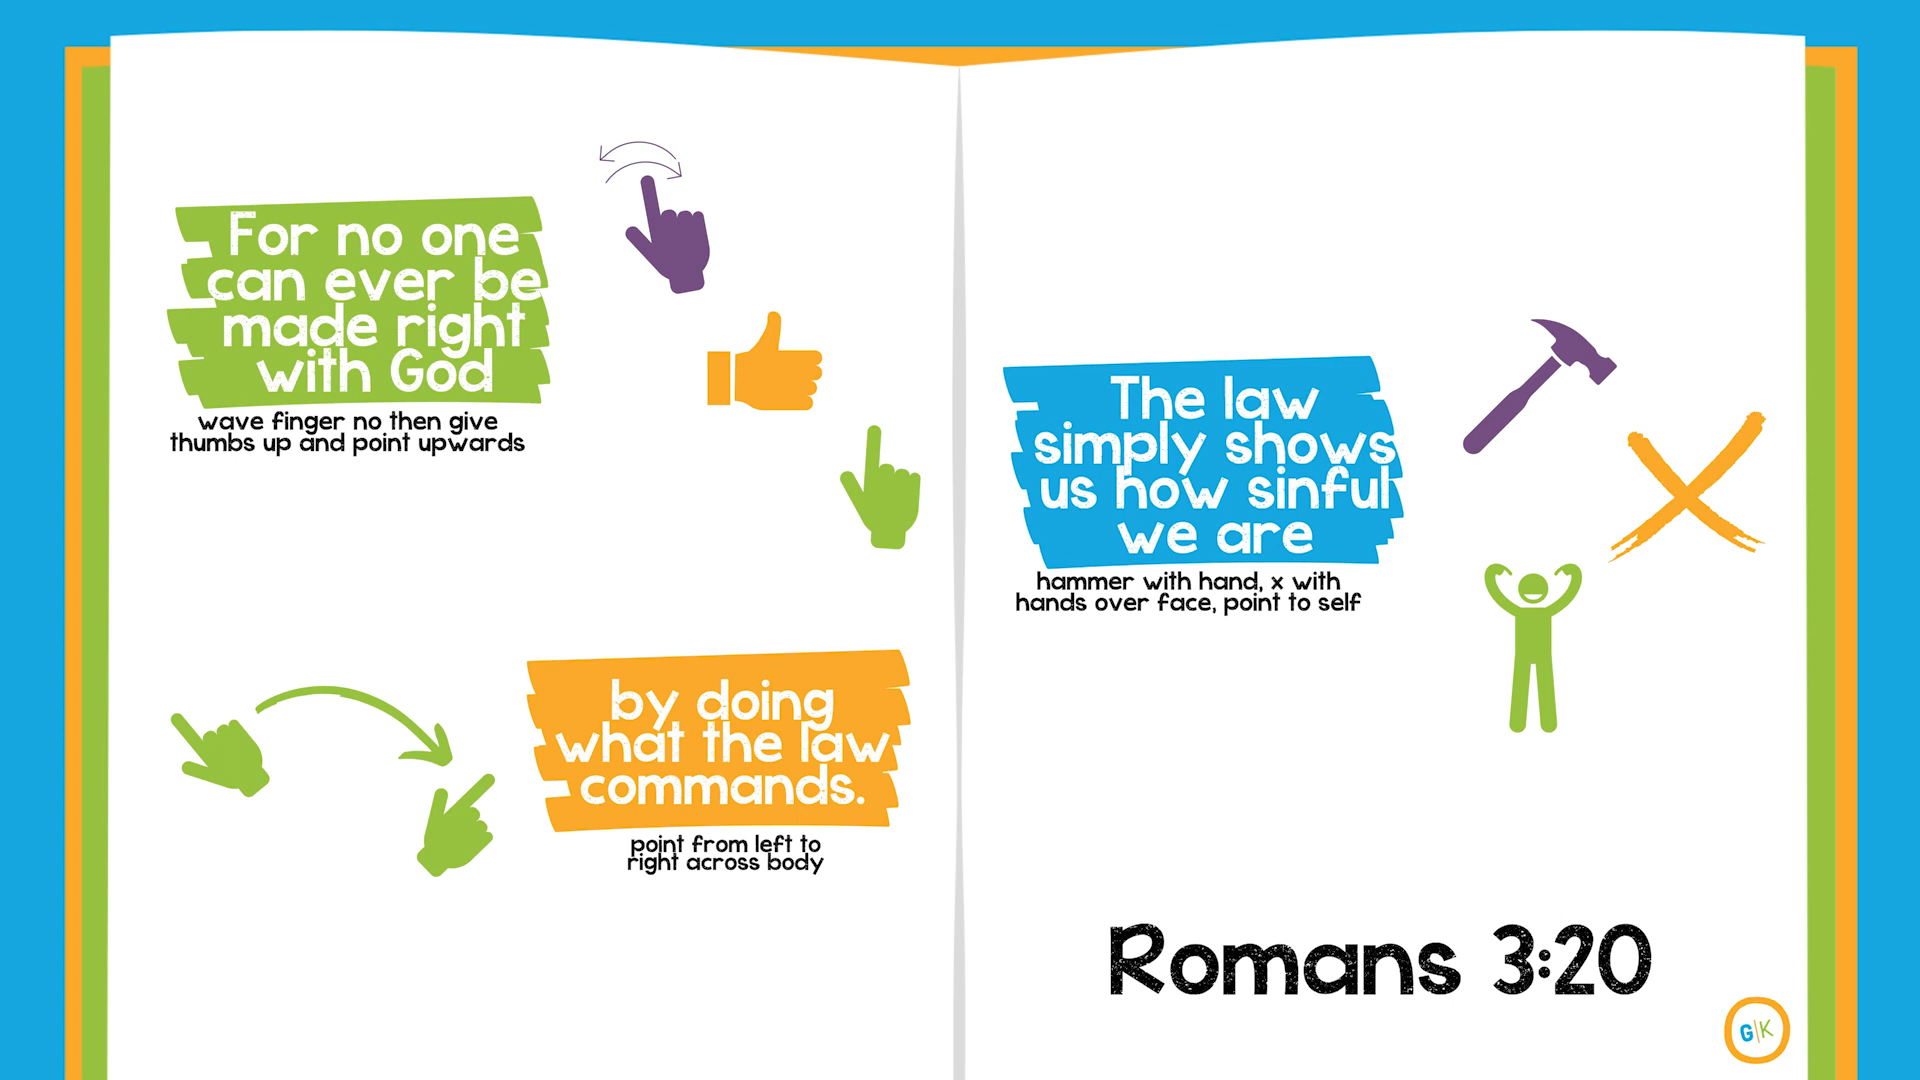 For no one
can ever be
made right
with God
wave finger no then give
thumbs up and point upwards
by doing
what the law
commands.
point from left to
right across body
The law
simply shows
us how sinful
we are
hammer with hand, x with
hands over face, point to self
Romans 3:20
G|K